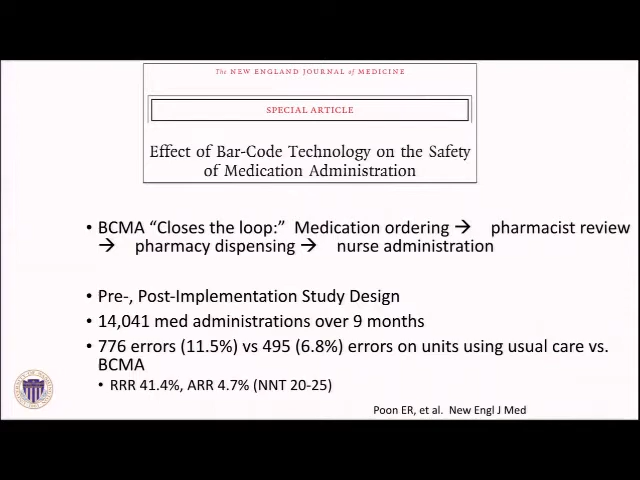 The NEW ENGLAND JOURNAL of MEDICINE
SPECIAL ARTICLE
Effect of Bar-Code Technology on the Safety
of Medication Administration
• BCMA “Closes the loop:” Medication ordering → pharmacist review
→ pharmacy dispensing → nurse administration
• Pre-, Post-Implementation Study Design
• 14,041 med administrations over 9 months
• 776 errors (11.5%) vs 495 (6.8%) errors on units using usual care vs.
BCMA
• RRR 41.4%, ARR 4.7% (NNT 20-25)
Poon ER, et al. New Engl J Med